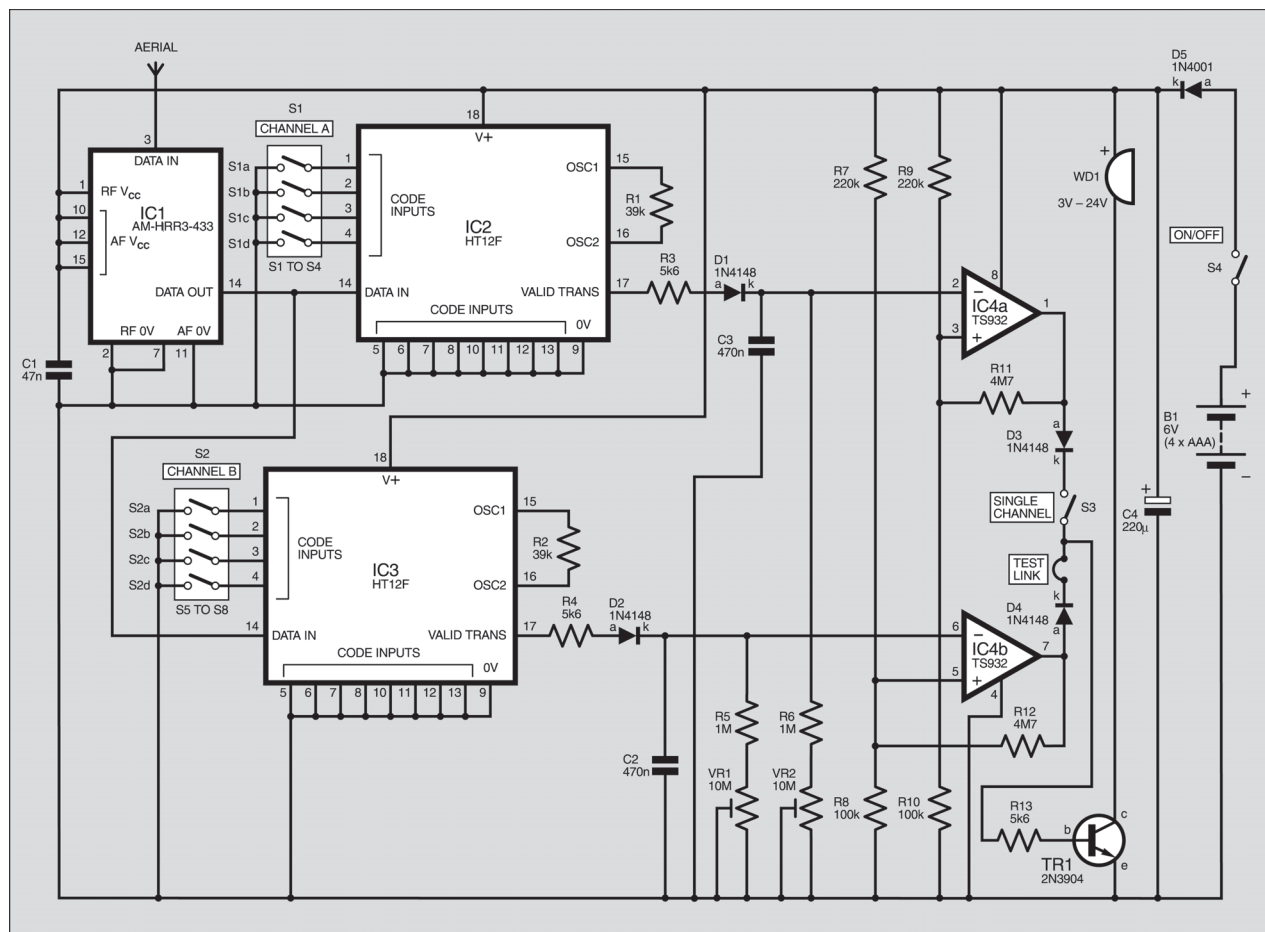 AERIAL
3
DATA IN
1
RF VCC
10
12
AF VCC
15
IC1
AM-HRR3-433
DATA OUT
14
RF 0V
AF 0V
2
7
11
C1
47n
S1
CHANNEL A
S1a
S1b
S1c
S1d
S1 TO S4
18
V+
1
2
3
4
CODE
INPUTS
IC2
HT12F
OSC1
15
OSC2
16
R1
39k
14
DATA IN
VALID TRANS
17
CODE INPUTS
0V
5
6
7
8
10
11
12
13
9
R3
5k6
D1
1N4148
a
k
C3
470n
S2
CHANNEL B
S2a
S2b
S2c
S2d
S5 TO S8
18
V+
1
2
3
4
CODE
INPUTS
IC3
HT12F
OSC1
15
OSC2
16
R2
39k
14
DATA IN
VALID TRANS
17
CODE INPUTS
0V
5
6
7
8
10
11
12
13
9
R4
5k6
D2
1N4148
a
k
C2
470n
R5
1M
VR1
10M
R6
1M
VR2
10M
R7
220k
R9
220k
R8
100k
R10
100k
2
−
3
+
8
1
IC4a
TS932
R11
4M7
a
D3
1N4148
k
SINGLE
CHANNEL
S3
TEST
LINK
k
D4
1N4148
a
6
−
5
+
4
7
IC4b
TS932
R12
4M7
R13
5k6
b
c
e
TR1
2N3904
+
WD1
3V – 24V
D5
1N4001
k
a
ON/OFF
S4
+
B1
6V
(4 x AAA)
−
+
C4
220µ